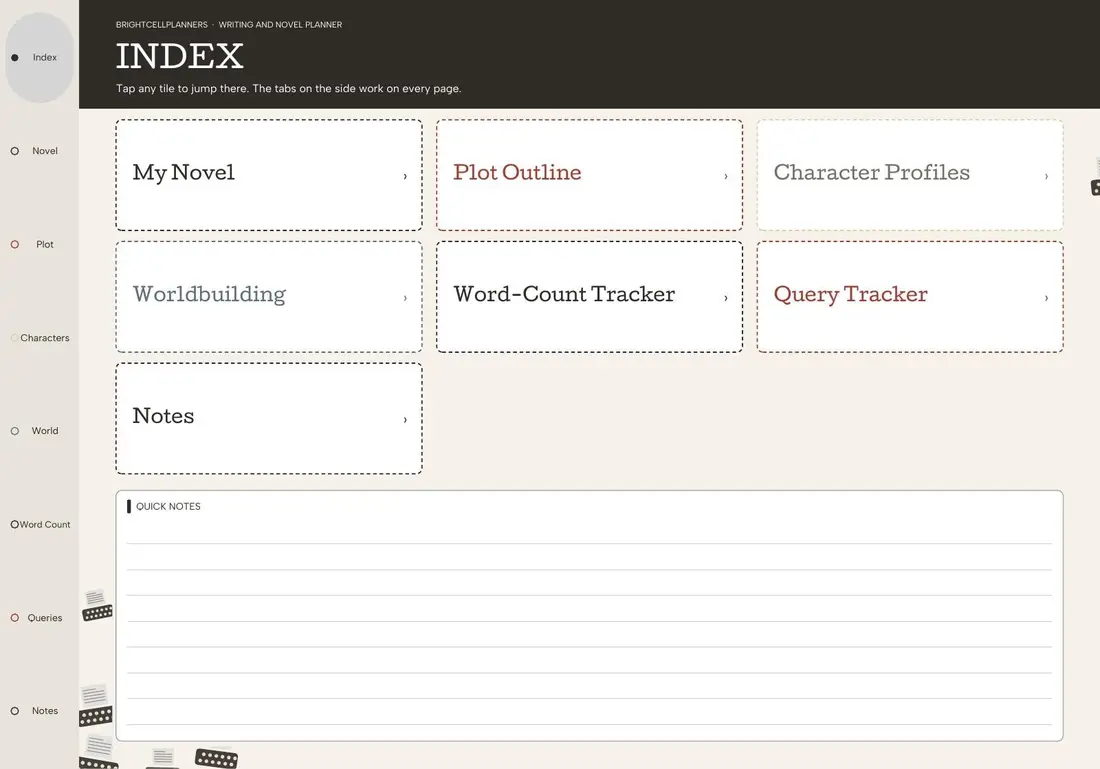 Index
Novel
Plot
Characters
World
Word Count
Queries
Notes
BRIGHTCELLPLANNERS · WRITING AND NOVEL PLANNER
INDEX
Tap any tile to jump there. The tabs on the side work on every page.
My Novel ›
Plot Outline ›
Character Profiles ›
Worldbuilding ›
Word-Count Tracker ›
Query Tracker ›
Notes ›
QUICK NOTES